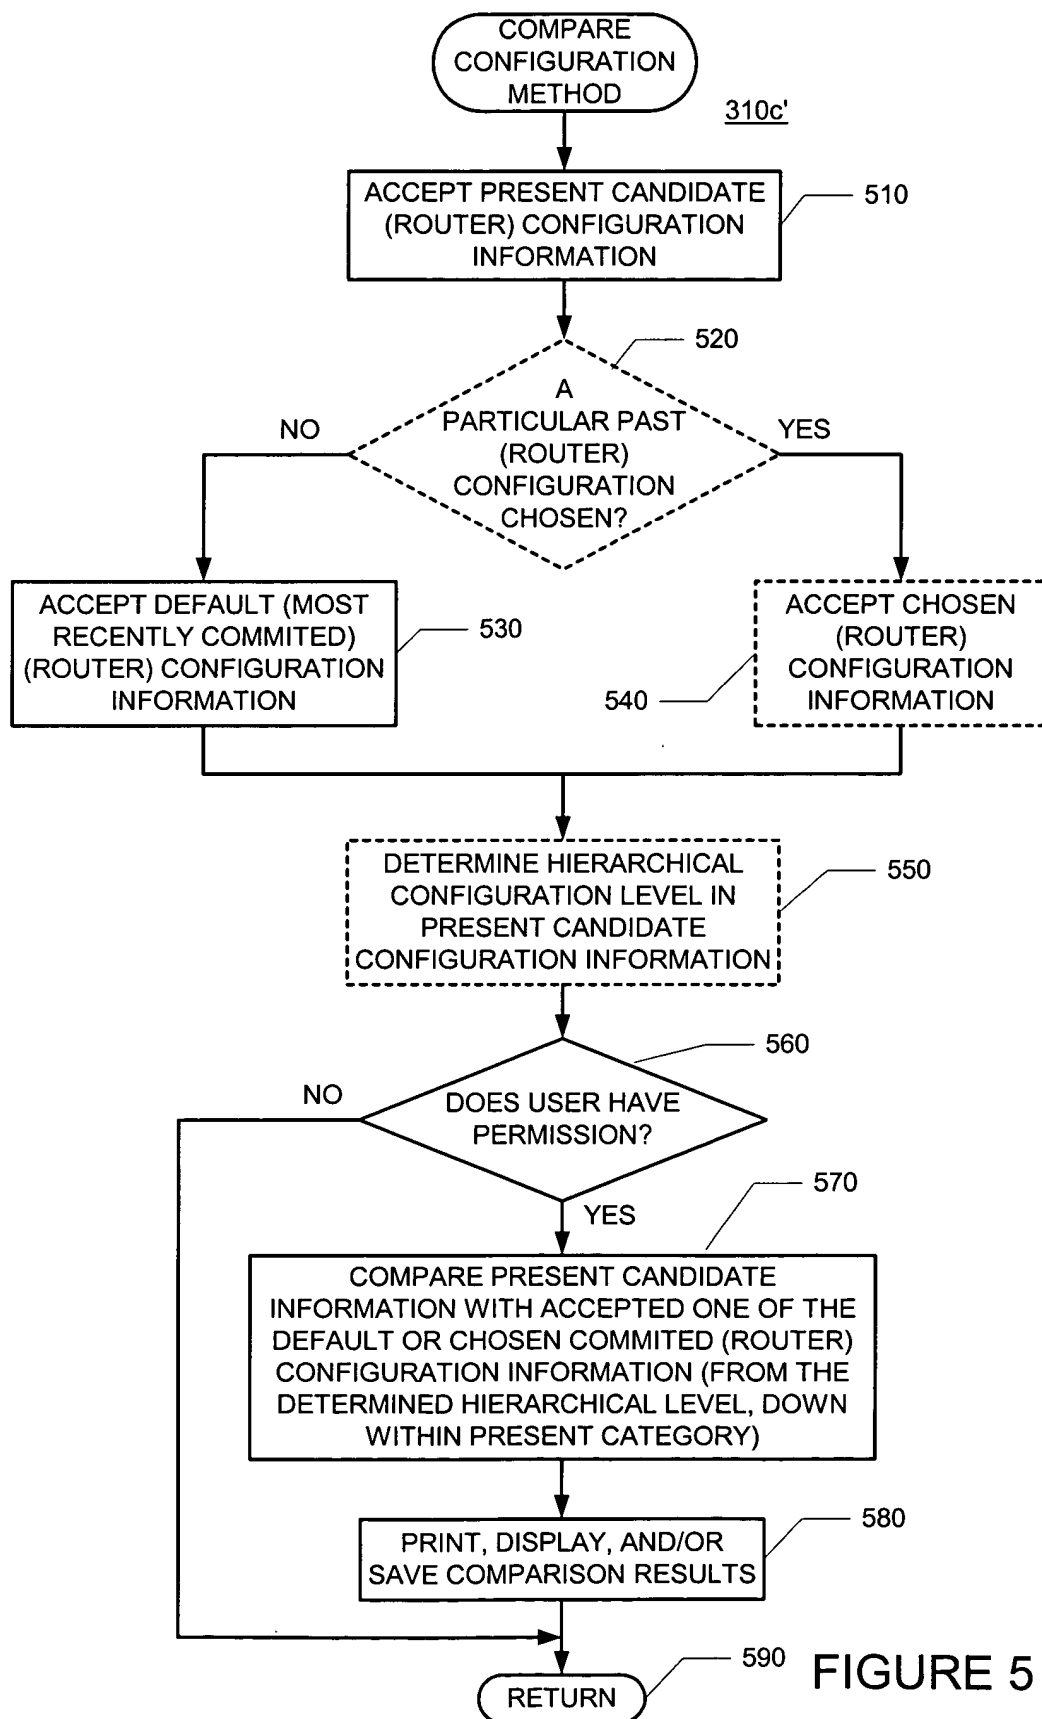 COMPARE
CONFIGURATION
METHOD
310c'
ACCEPT PRESENT CANDIDATE
(ROUTER) CONFIGURATION
INFORMATION
510
520
A
PARTICULAR PAST
(ROUTER)
CONFIGURATION
CHOSEN?
NO
YES
ACCEPT DEFAULT (MOST
RECENTLY COMMITED)
(ROUTER) CONFIGURATION
INFORMATION
530
ACCEPT CHOSEN
(ROUTER)
CONFIGURATION
INFORMATION
540
DETERMINE HIERARCHICAL
CONFIGURATION LEVEL IN
PRESENT CANDIDATE
CONFIGURATION INFORMATION
550
560
NO
DOES USER HAVE
PERMISSION?
YES
570
COMPARE PRESENT CANDIDATE
INFORMATION WITH ACCEPTED ONE OF THE
DEFAULT OR CHOSEN COMMITED (ROUTER)
CONFIGURATION INFORMATION (FROM THE
DETERMINED HIERARCHICAL LEVEL, DOWN
WITHIN PRESENT CATEGORY)
580
PRINT, DISPLAY, AND/OR
SAVE COMPARISON RESULTS
590
RETURN
FIGURE 5